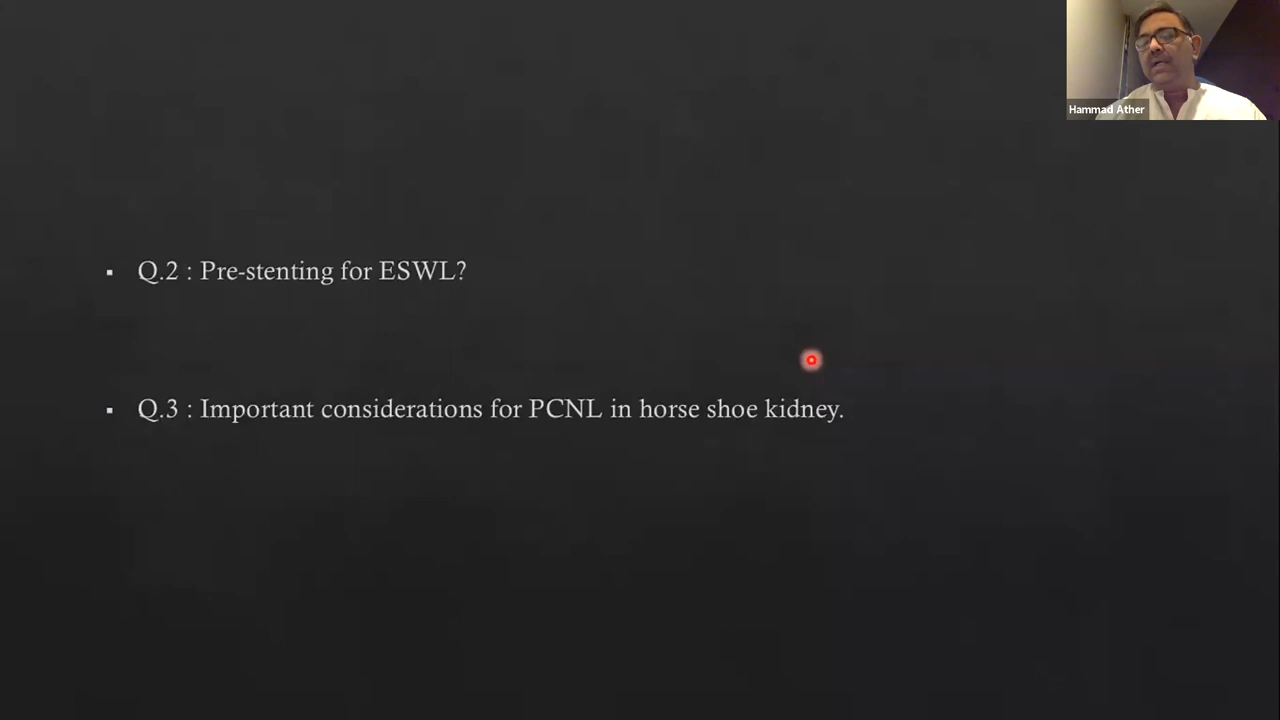 Hammad Ather
▪ Q.2 : Pre-stenting for ESWL?
▪ Q.3 : Important considerations for PCNL in horse shoe kidney.